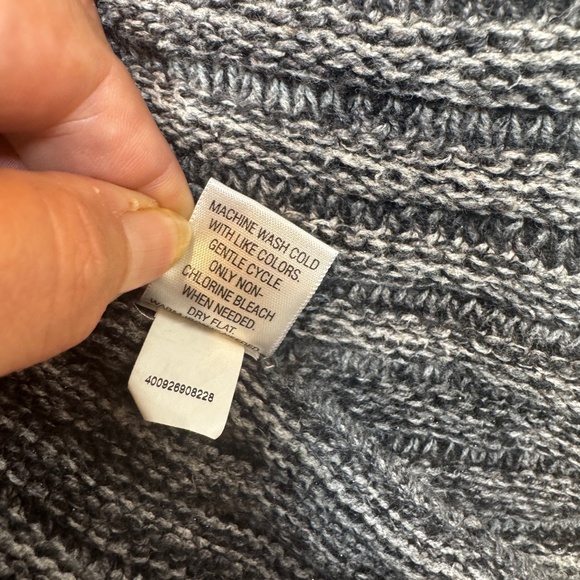 MACHINE WASH COLD
WITH LIKE COLORS.
GENTLE CYCLE.
ONLY NON-
CHLORINE BLEACH
WHEN NEEDED.
DRY FLAT.
400926908228